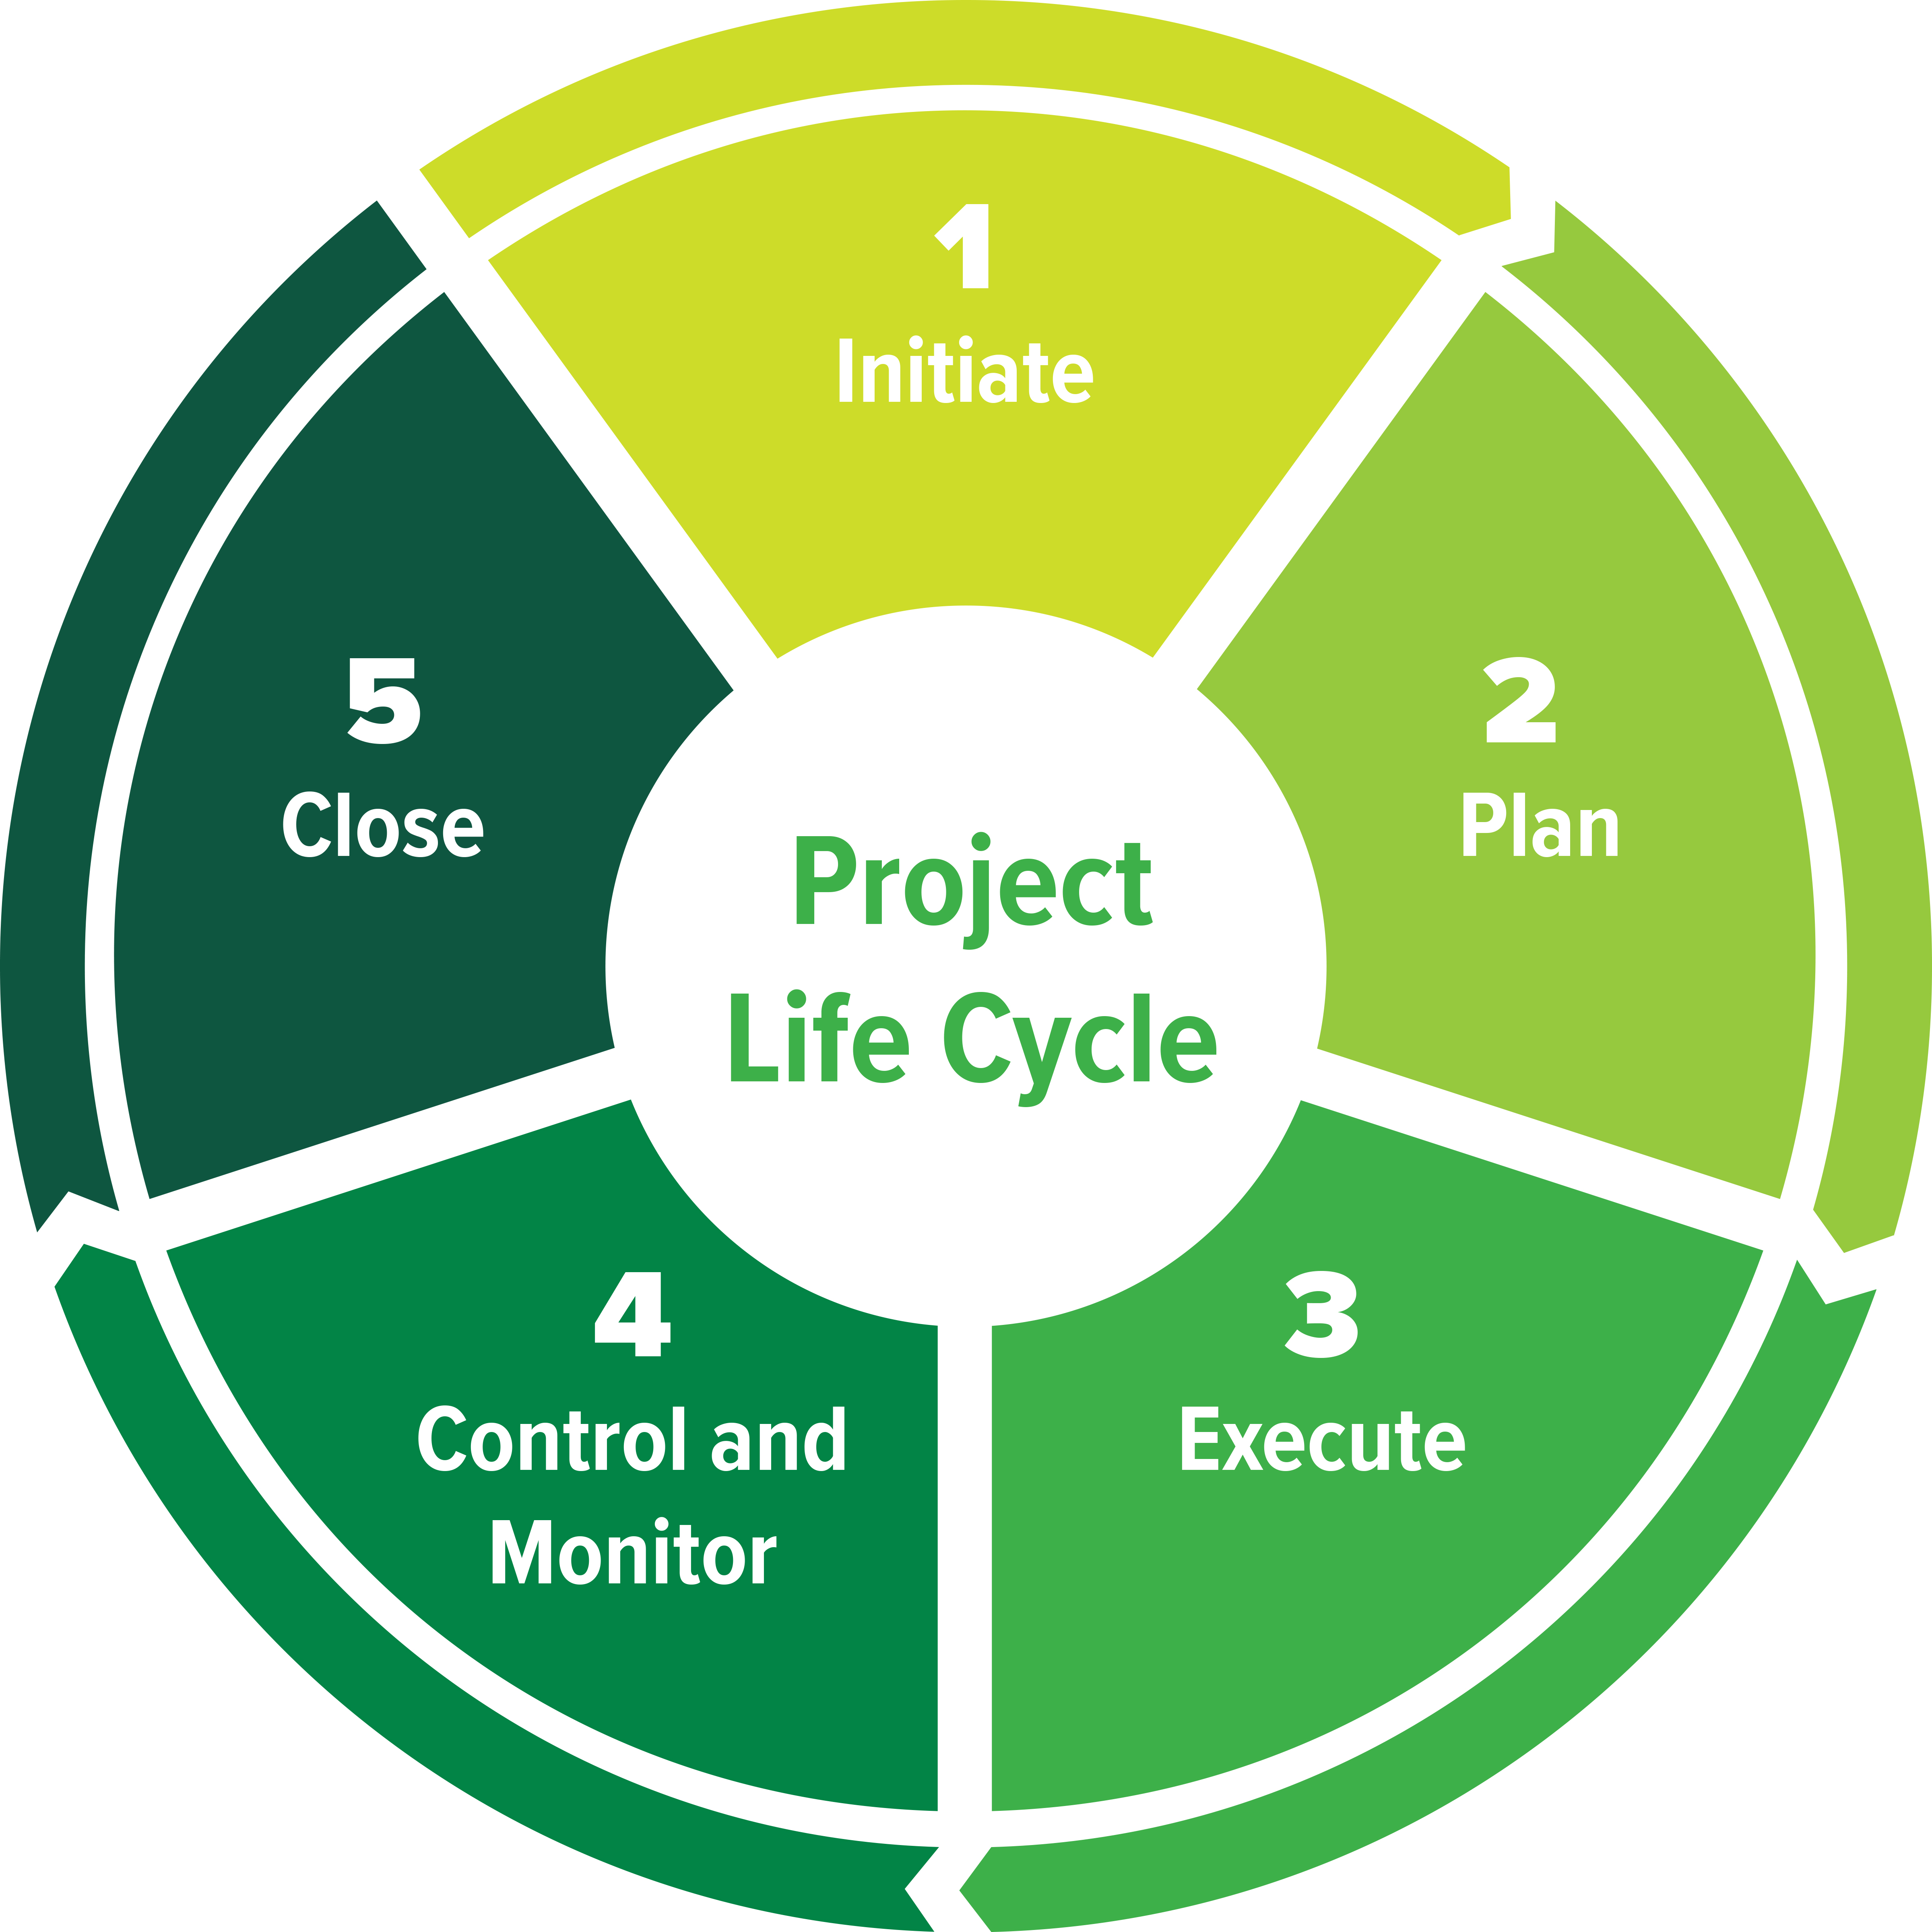 1
Initiate
2
Plan
3
Execute
4
Control and
Monitor
5
Close
Project
Life Cycle